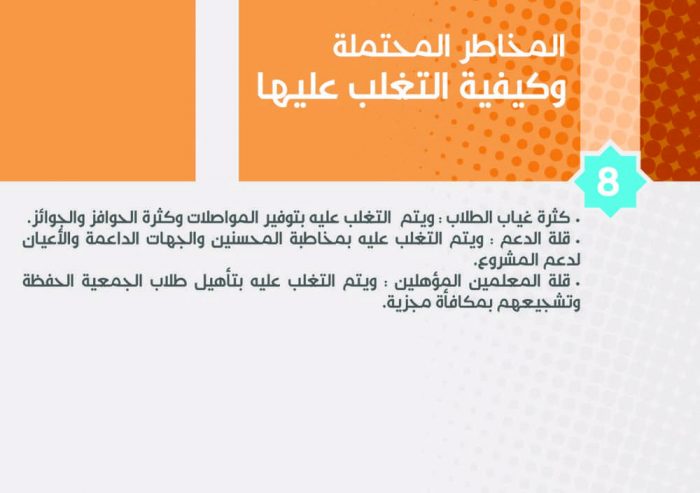 المخاطر المحتملة
وكيفية التغلب عليها
8
• كثرة غياب الطلاب : ويتم التغلب عليه بتوفير المواصلات وكثرة الحوافز والجوائز.
• قلة الدعم : ويتم التغلب عليه بمخاطبة المحسنين والجهات الداعمة والأعيان
لدعم المشروع.
• قلة المعلمين المؤهلين : ويتم التغلب عليه بتأهيل طلاب الجمعية الحفظة
وتشجيعهم بمكافأة مجزية.